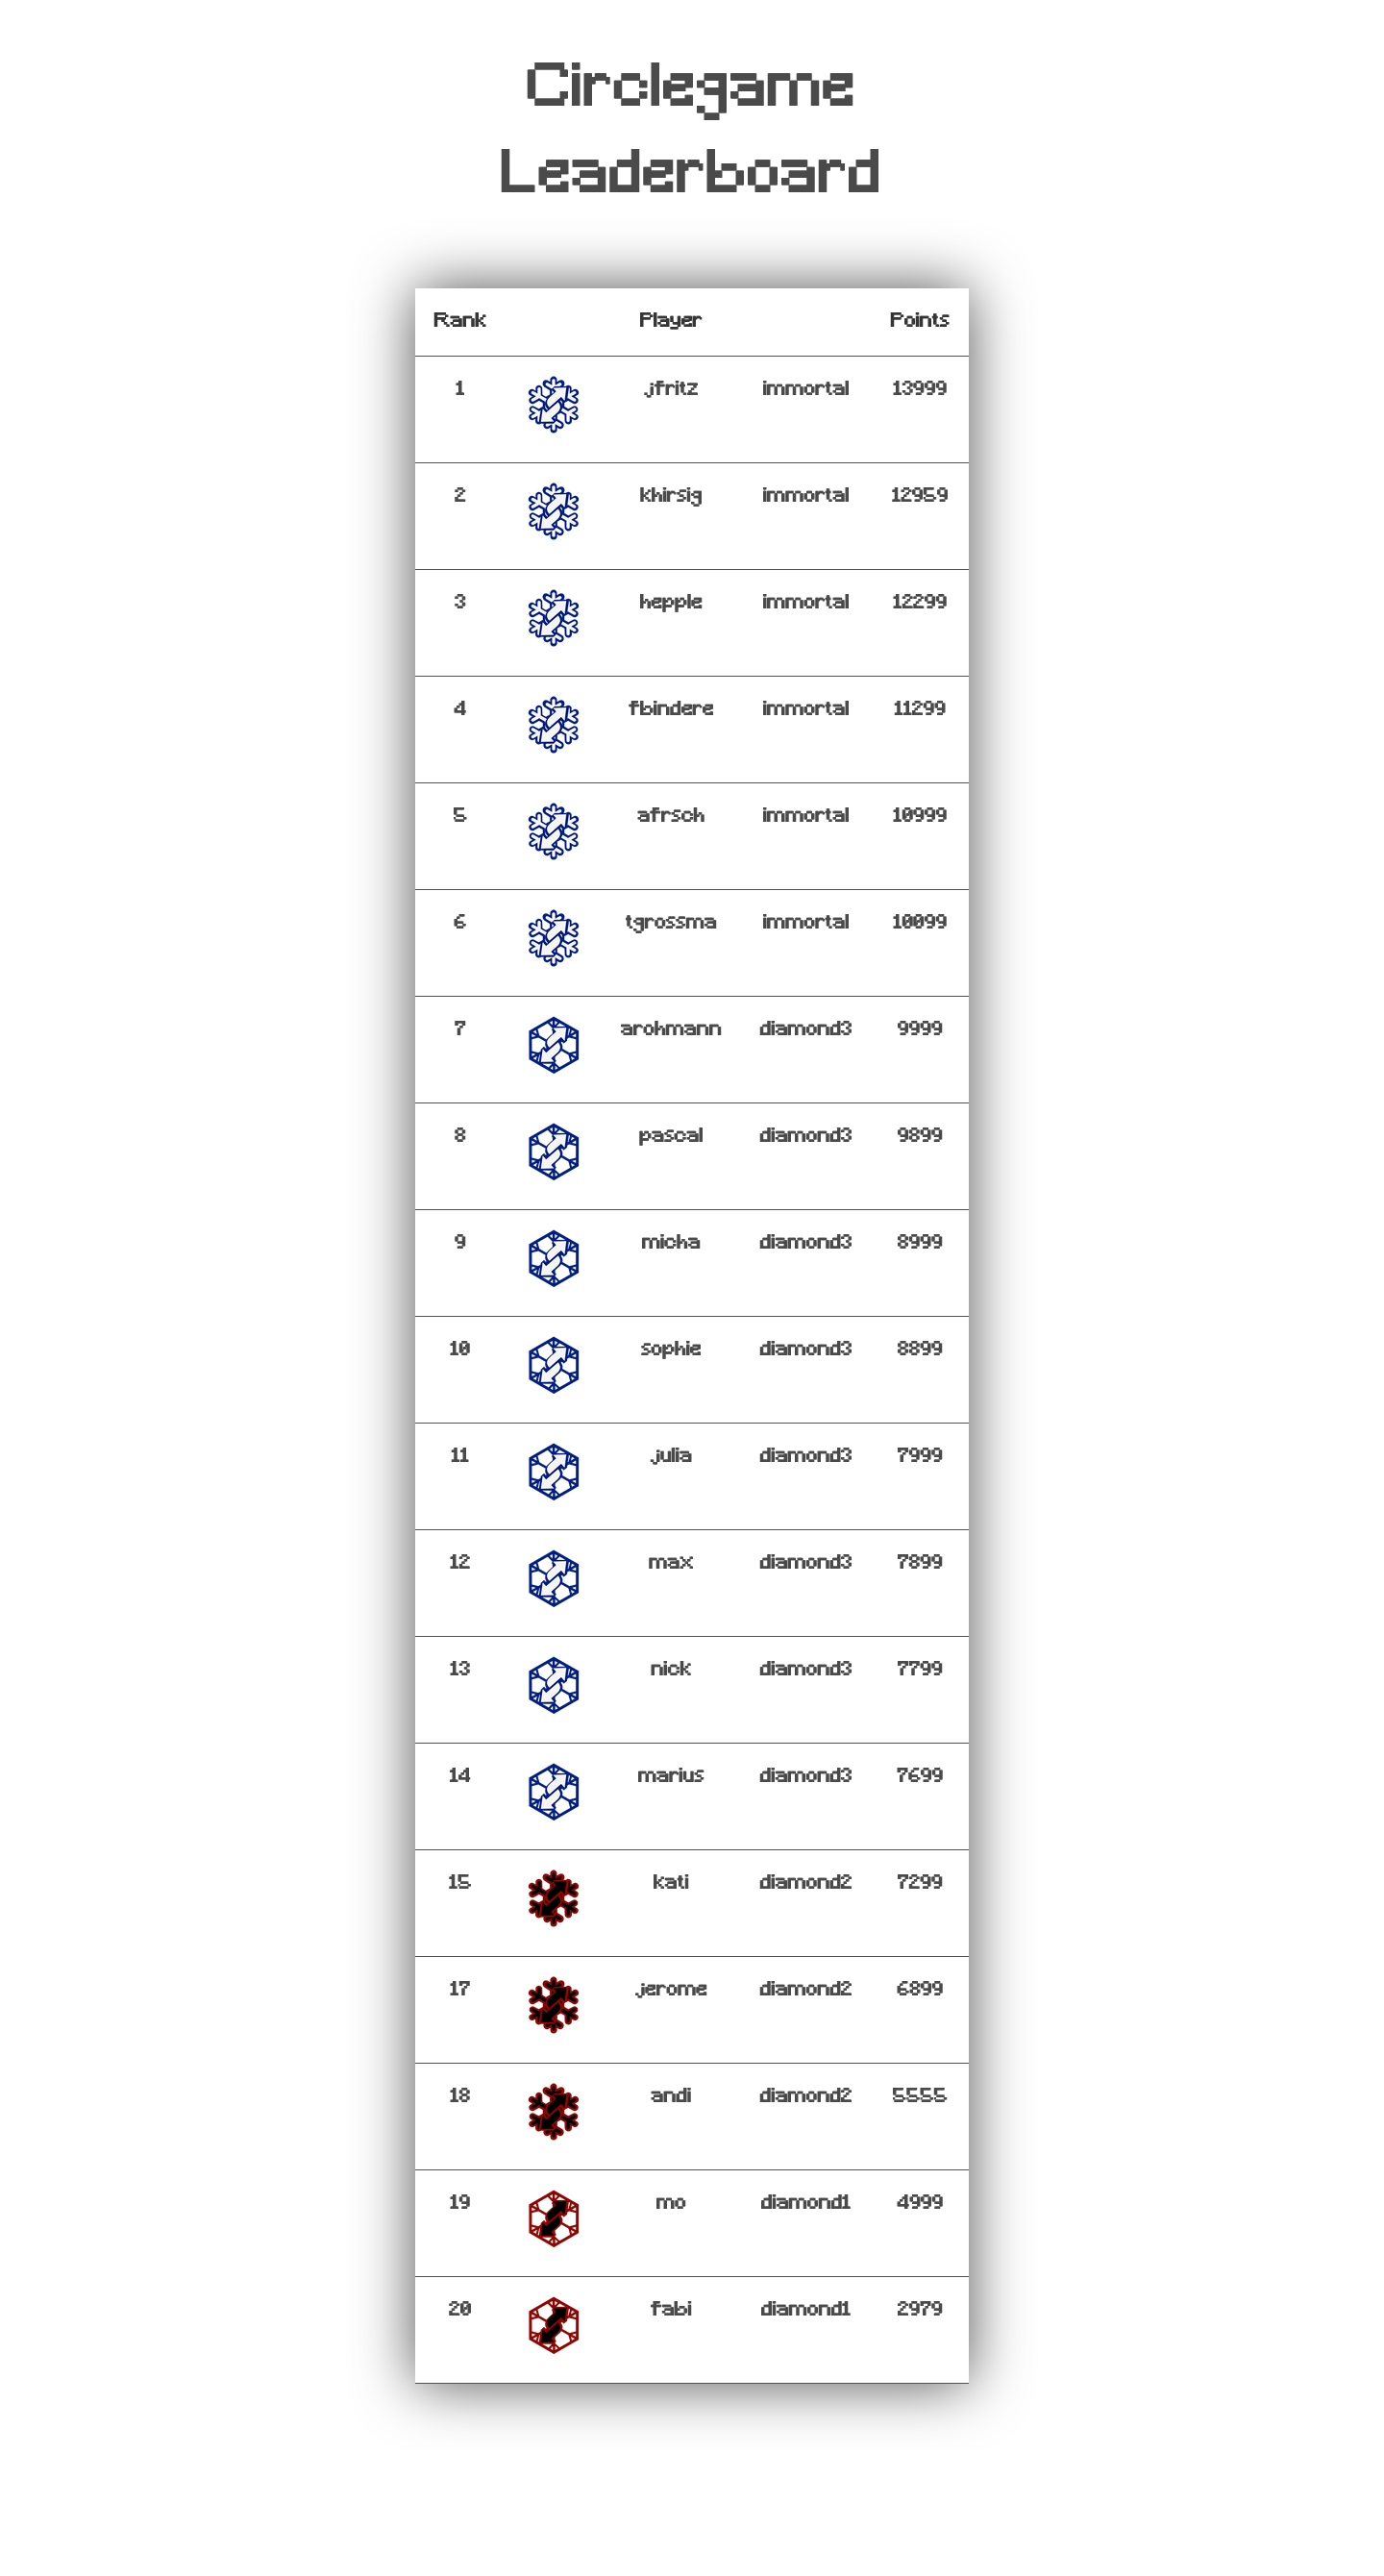 Circlegame
Leaderboard
Rank Player Points
1 jfritz immortal 13999
2 khirsig immortal 12959
3 hepple immortal 12299
4 fbindere immortal 11299
5 afrsch immortal 10999
6 tgrossma immortal 10099
7 arohmann diamond3 9999
8 pascal diamond3 9899
9 micha diamond3 8999
10 sophie diamond3 8899
11 julia diamond3 7999
12 max diamond3 7899
13 nick diamond3 7799
14 marius diamond3 7699
15 kati diamond2 7299
17 jerome diamond2 6899
18 andi diamond2 5555
19 mo diamond1 4999
20 fabi diamond1 2979